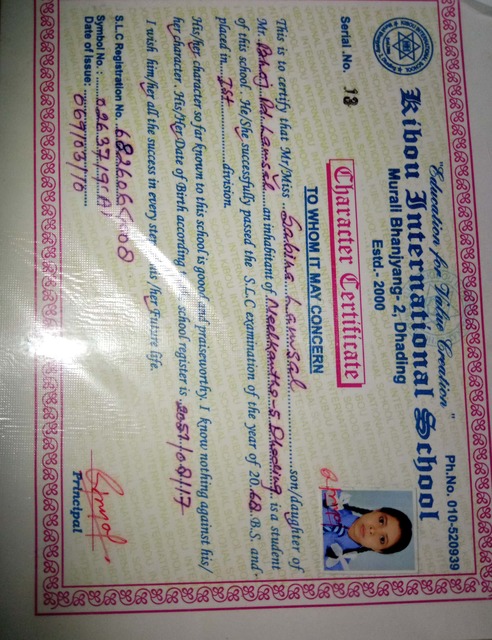 "Education for Value Creation"
Ph.No. 010-520939
Kibou International School
Murali Bhanjyang- 2, Dhading
Estd.- 2000
Serial .No. 18
Character Certificate
TO WHOM IT MAY CONCERN
This is to certify that Mr/Miss ..Sabina Lamsal..........son/daughter of
Mr. Bhoj Raj Lamsal....an inhabitant of Neelkantha-5 Dhading is a student
of this school. He/She successfully passed the S.L.C examination of the year of 20.68.B.S. and
placed in...Ist.........division.
His/her character so far known to this school is goood and praiseworthy. I know nothing against his/
her character. His/Her Date of Birth according school register is 2051/08/17
I wish him/her all the success in every step his /her Future life.
S.L.C Registration No. 6826065008
Symbol No. : 0263719'A'
Date of Issue: 069/03/10
Principal